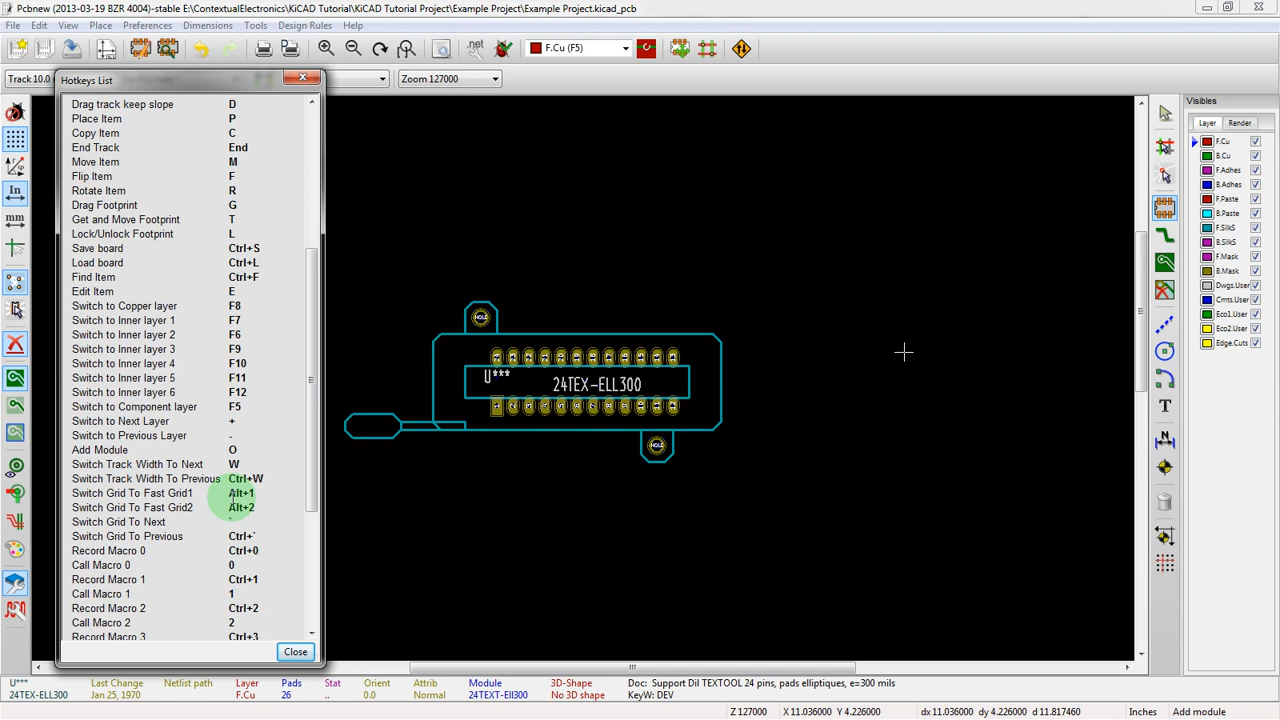 Pcbnew (2013-03-19 BZR 4004)-stable E:\ContextualElectronics\KiCAD Tutorial\KiCAD Tutorial Project\Example Project\Example Project.kicad_pcb
File Edit View Place Preferences Dimensions Tools Design Rules Help
.net
F.Cu (F5)
Track 10.0
Zoom 127000
Hotkeys List
Drag track keep slope D
Place Item P
Copy Item C
End Track End
Move Item M
Flip Item F
Rotate Item R
Drag Footprint G
Get and Move Footprint T
Lock/Unlock Footprint L
Save board Ctrl+S
Load board Ctrl+L
Find Item Ctrl+F
Edit Item E
Switch to Copper layer F8
Switch to Inner layer 1 F7
Switch to Inner layer 2 F6
Switch to Inner layer 3 F9
Switch to Inner layer 4 F10
Switch to Inner layer 5 F11
Switch to Inner layer 6 F12
Switch to Component layer F5
Switch to Next Layer +
Switch to Previous Layer -
Add Module O
Switch Track Width To Next W
Switch Track Width To Previous Ctrl+W
Switch Grid To Fast Grid1 Alt+1
Switch Grid To Fast Grid2 Alt+2
Switch Grid To Next `
Switch Grid To Previous Ctrl+`
Record Macro 0 Ctrl+0
Call Macro 0 0
Record Macro 1 Ctrl+1
Call Macro 1 1
Record Macro 2 Ctrl+2
Call Macro 2 2
Record Macro 3 Ctrl+3
Close
In
mm
HOLE
U***
24TEX-ELL300
HOLE
Visibles
Layer Render
F.Cu
B.Cu
F.Adhes
B.Adhes
F.Paste
B.Paste
F.SilkS
B.SilkS
F.Mask
B.Mask
Dwgs.User
Cmts.User
Eco1.User
Eco2.User
Edge.Cuts
T
N
U*** Last Change Netlist path Layer Pads Stat Orient Attrib Module 3D-Shape Doc: Support Dil TEXTOOL 24 pins, pads elliptiques, e=300 mils
24TEX-ELL300 Jan 25, 1970 F.Cu 26 .. 0.0 Normal 24TEXT-Ell300 No 3D shape KeyW: DEV
Z 127000 X 11.036000 Y 4.226000 dx 11.036000 dy 4.226000 d 11.817460 Inches Add module